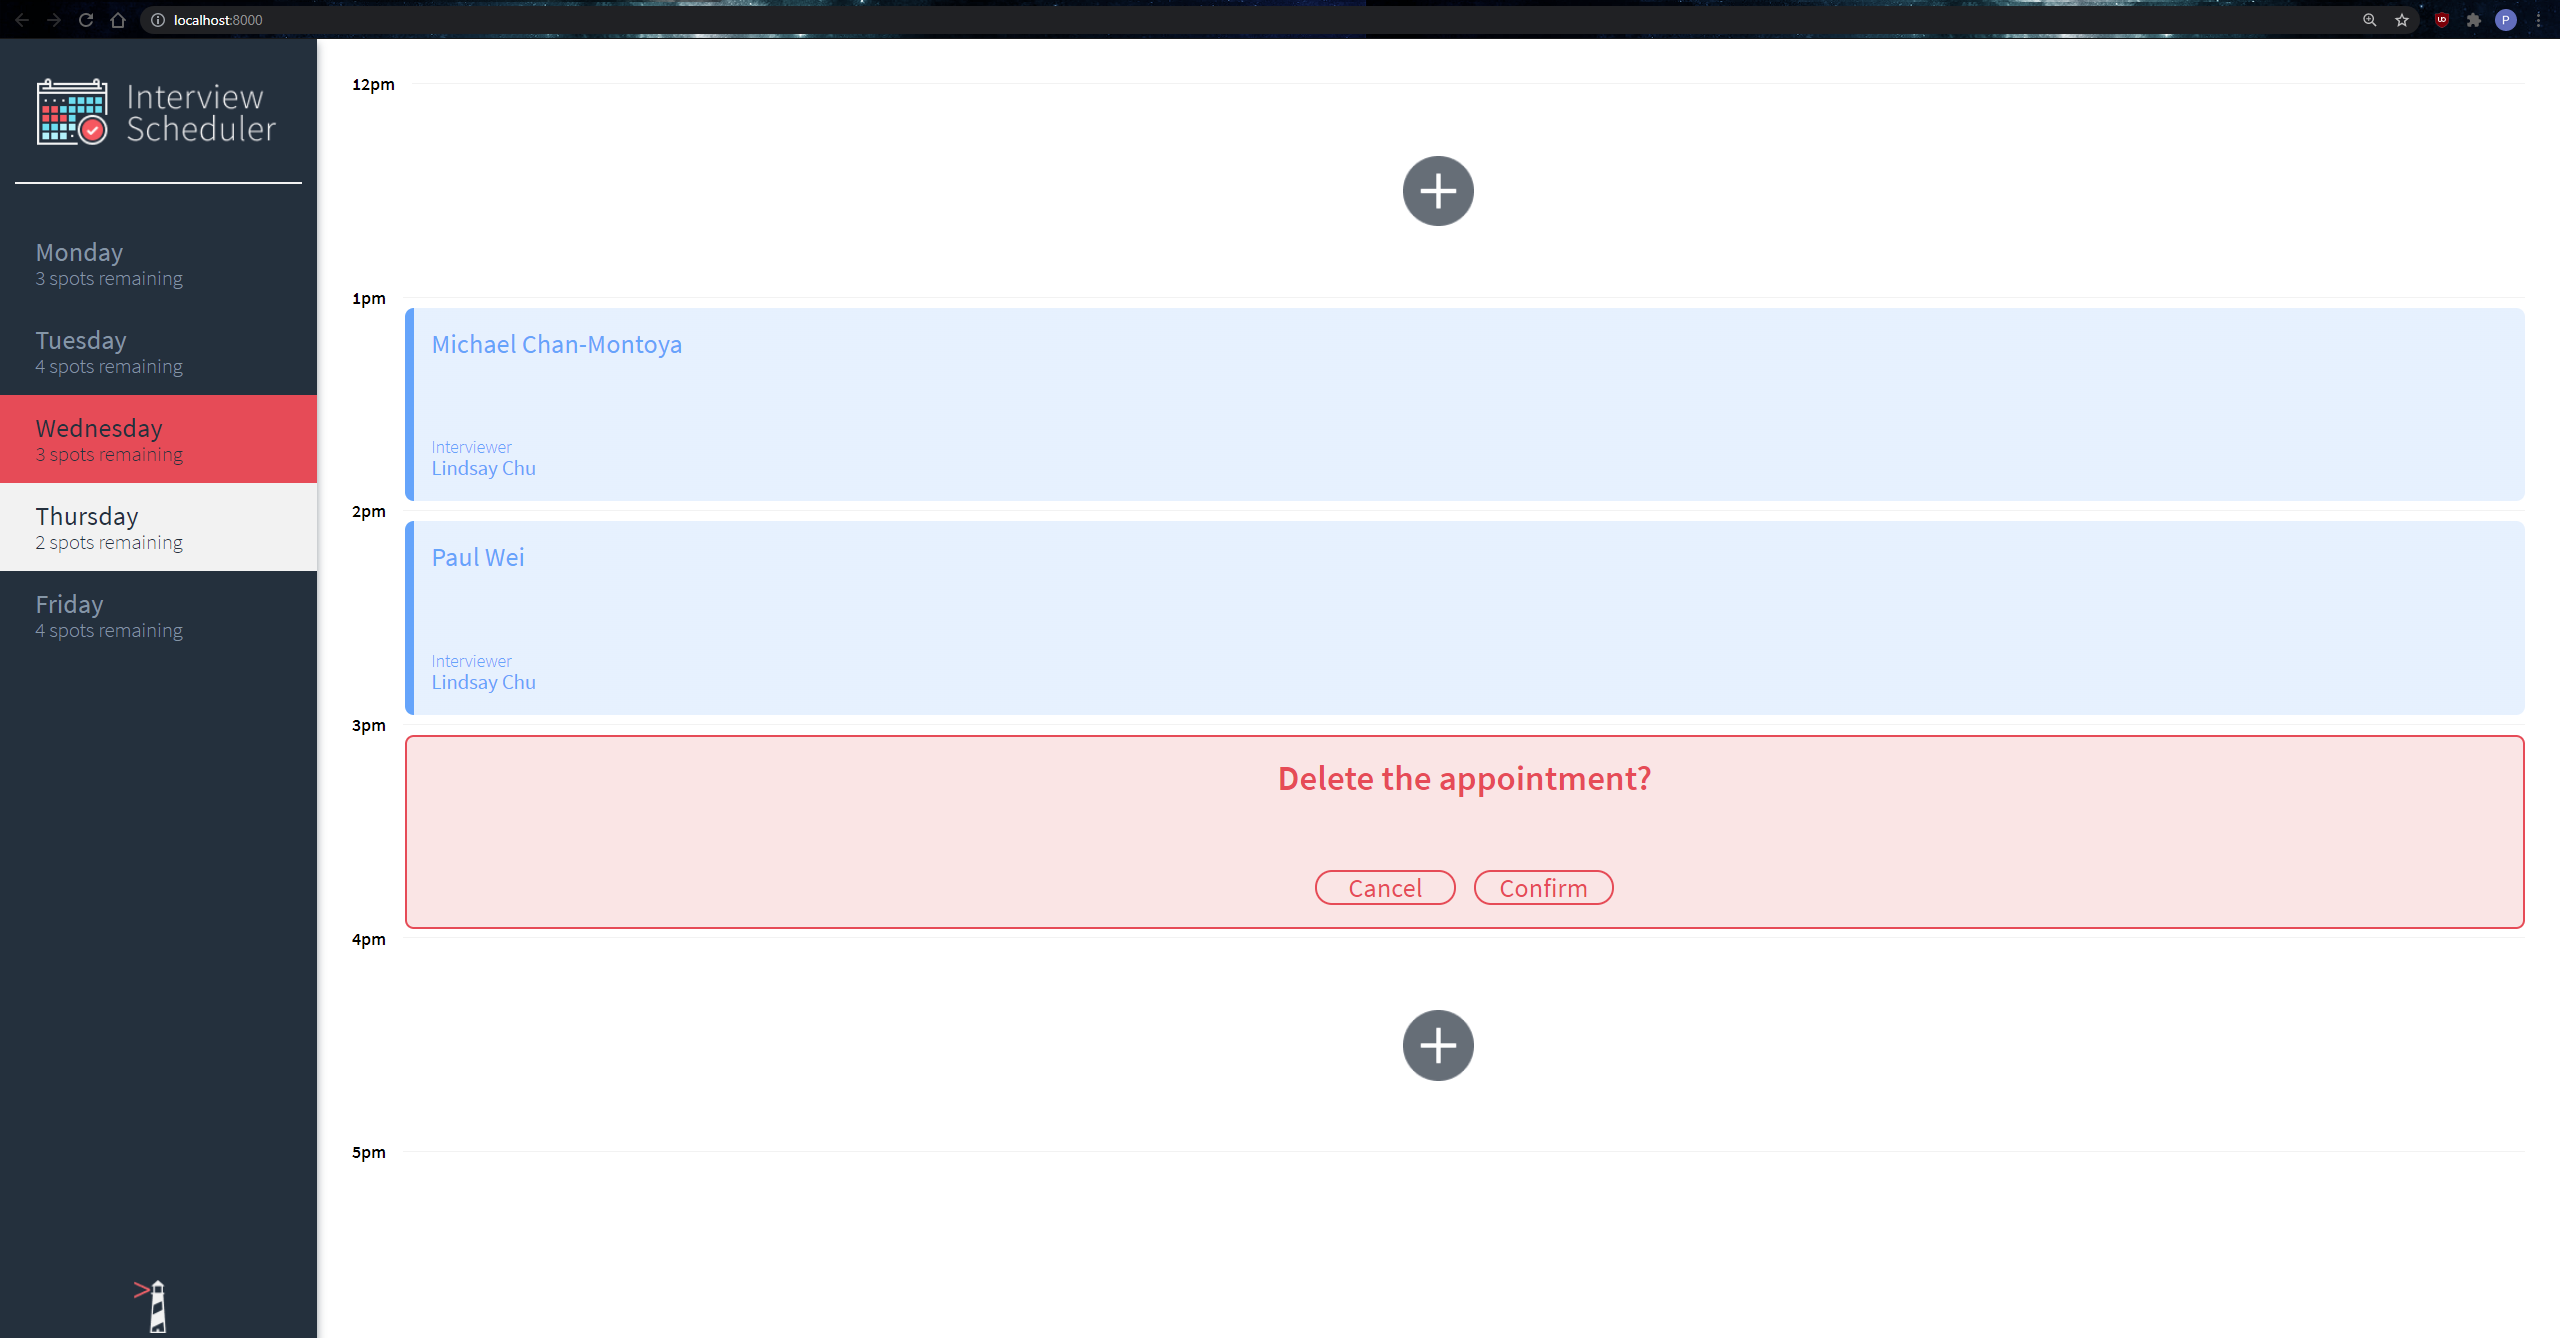 localhost:8000
P
Interview
Scheduler
Monday
3 spots remaining
Tuesday
4 spots remaining
Wednesday
3 spots remaining
Thursday
2 spots remaining
Friday
4 spots remaining
12pm
1pm
Michael Chan-Montoya
Interviewer
Lindsay Chu
2pm
Paul Wei
Interviewer
Lindsay Chu
3pm
Delete the appointment?
Cancel Confirm
4pm
5pm